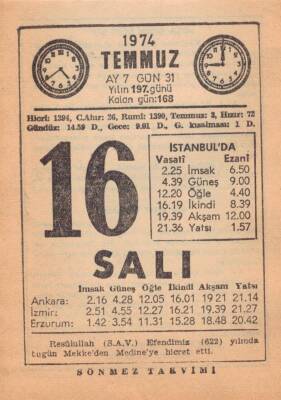 1974
TEMMUZ
AY 7 GÜN 31
Yılın 197. günü
Kalan gün: 168
Hicrî: 1394, C.Ahır: 26, Rumî: 1390, Temmuz: 3, Hızır: 72
Gündüz: 14.59 D., Gece: 9.01 D., G. kısalması: 1 D.
16
İSTANBUL'DA
Vasatî Ezanî
2.25 İmsak 6.50
4.39 Güneş 9.00
12.20 Öğle 4.40
16.19 İkindi 8.39
19.39 Akşam 12.00
21.36 Yatsı 1.57
SALI
İmsak Güneş Öğle İkindi Akşam Yatsı
Ankara: 2.16 4.28 12.05 16.01 19 21 21.14
İzmir: 2.51 4.55 12.27 16.21 19.39 21.27
Erzurum: 1.42 3.54 11.31 15.28 18.48 20.42
Resûlullah (S.A.V.) Efendimiz (622) yılında
bugün Mekke'den Medine'ye hicret etti.
SÖNMEZ TAKVİMİ